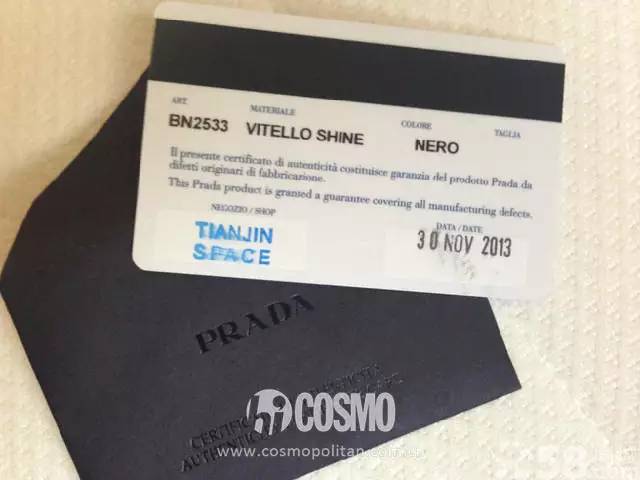 ART.
MATERIALE
COLORE
TAGLIA
BN2533 VITELLO SHINE NERO
Il presente certificato di autenticità costituisce garanzia del prodotto Prada da
difetti originari di fabbricazione.
This Prada product is granted a guarantee covering all manufacturing defects.
NEGOZIO / SHOP
DATA / DATE
TIANJIN
SPACE
30 NOV 2013
PRADA
CERTIFICATO
AUTHENTICITY
COSMO
www.cosmopolitan.com.cn